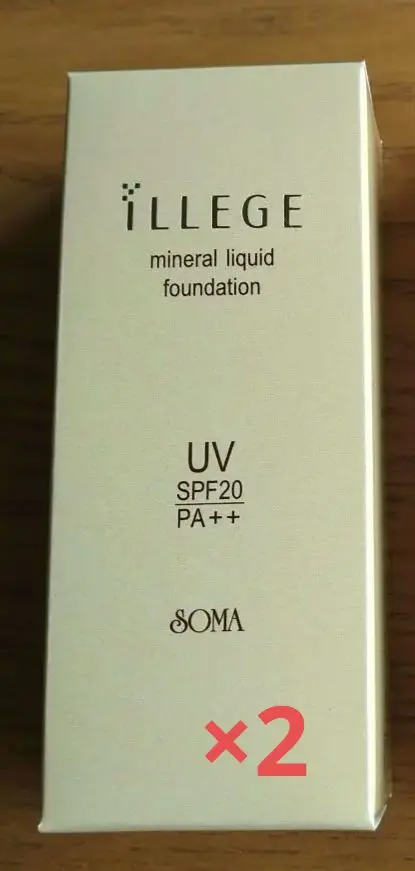 ILLEGE
mineral liquid
foundation
UV
SPF20
PA++
SOMA
×2